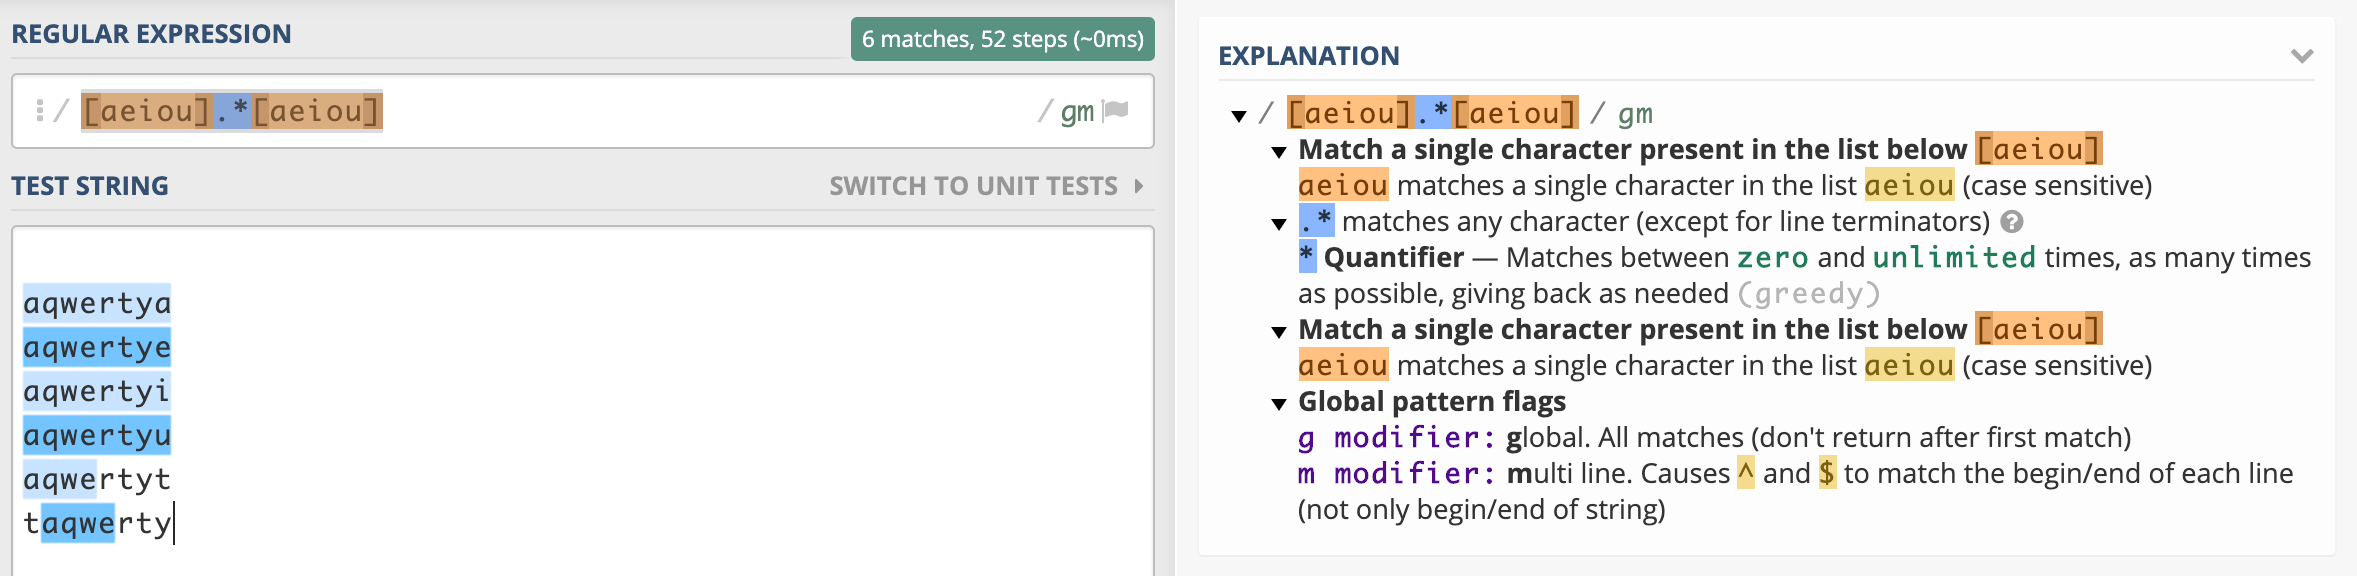 REGULAR EXPRESSION
6 matches, 52 steps (~0ms)
/ [aeiou].*[aeiou] / gm
TEST STRING
SWITCH TO UNIT TESTS
aqwertya
aqwertye
aqwertyi
aqwertyu
aqwertyt
taqwerty
EXPLANATION
/ [aeiou].*[aeiou] / gm
Match a single character present in the list below [aeiou]
aeiou matches a single character in the list aeiou (case sensitive)
.* matches any character (except for line terminators) ?
* Quantifier — Matches between zero and unlimited times, as many times
as possible, giving back as needed (greedy)
Match a single character present in the list below [aeiou]
aeiou matches a single character in the list aeiou (case sensitive)
Global pattern flags
g modifier: global. All matches (don't return after first match)
m modifier: multi line. Causes ^ and $ to match the begin/end of each line
(not only begin/end of string)